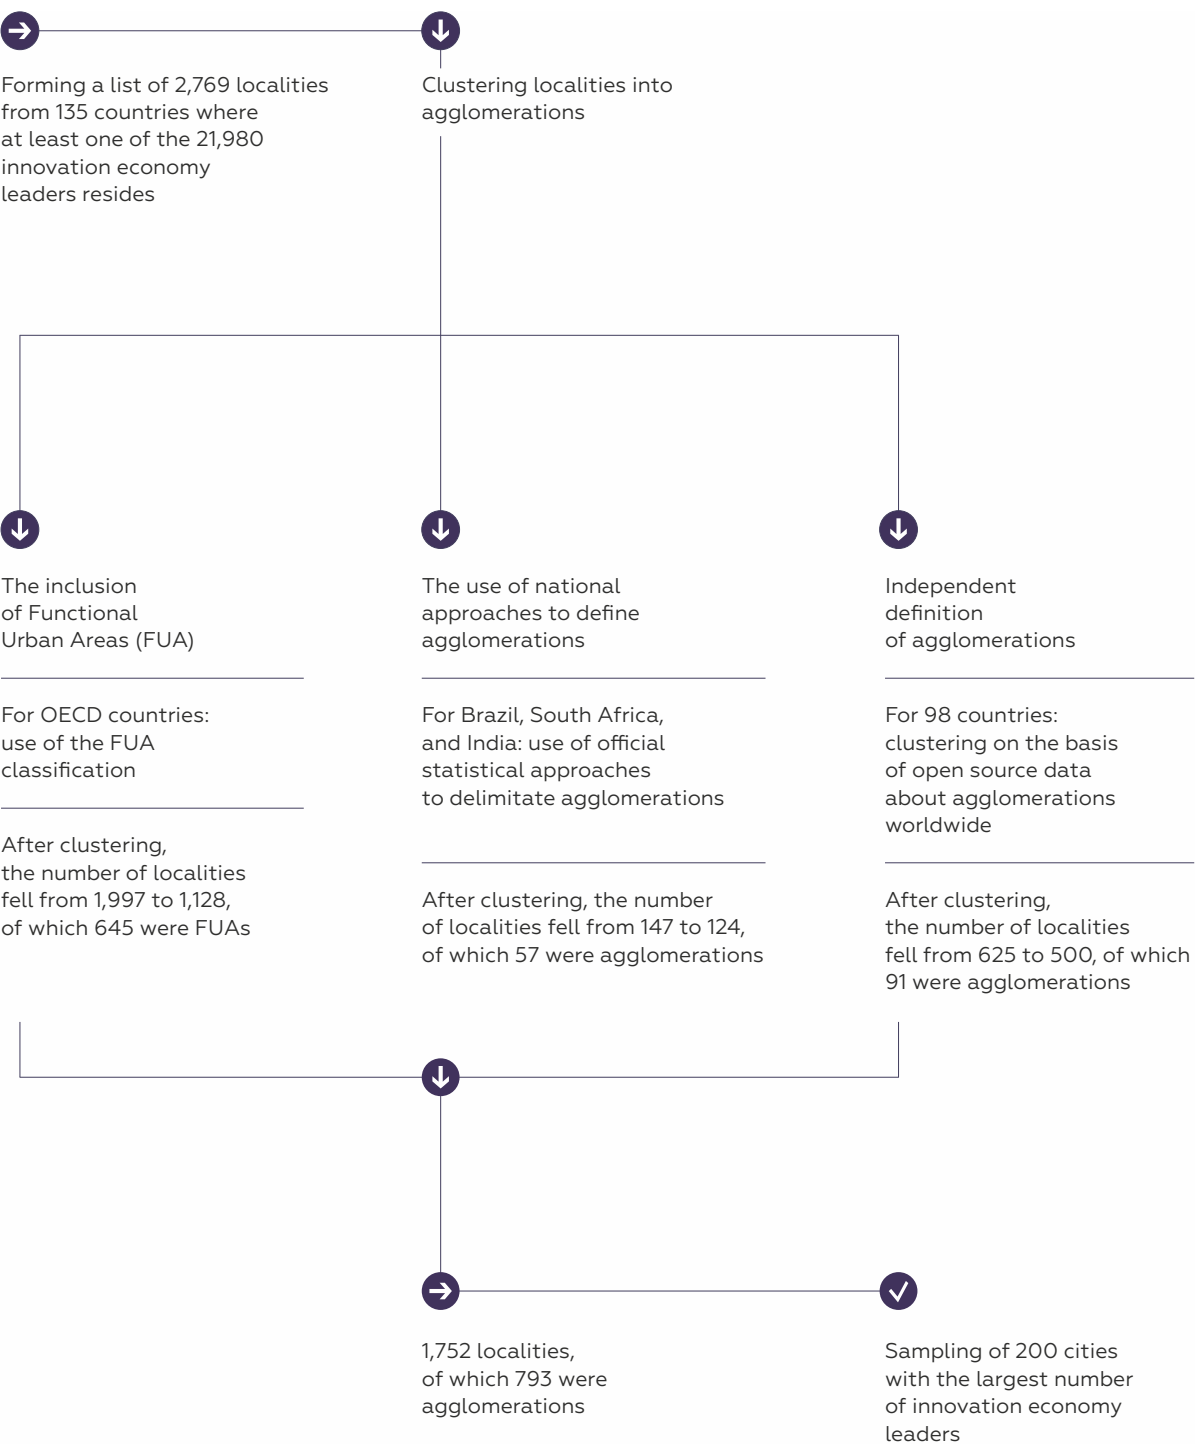 Forming a list of 2,769 localities
from 135 countries where
at least one of the 21,980
innovation economy
leaders resides
Clustering localities into
agglomerations
The inclusion
of Functional
Urban Areas (FUA)
For OECD countries:
use of the FUA
classification
After clustering,
the number of localities
fell from 1,997 to 1,128,
of which 645 were FUAs
The use of national
approaches to define
agglomerations
For Brazil, South Africa,
and India: use of official
statistical approaches
to delimitate agglomerations
After clustering, the number
of localities fell from 147 to 124,
of which 57 were agglomerations
Independent
definition
of agglomerations
For 98 countries:
clustering on the basis
of open source data
about agglomerations
worldwide
After clustering,
the number of localities
fell from 625 to 500, of which
91 were agglomerations
1,752 localities,
of which 793 were
agglomerations
Sampling of 200 cities
with the largest number
of innovation economy
leaders